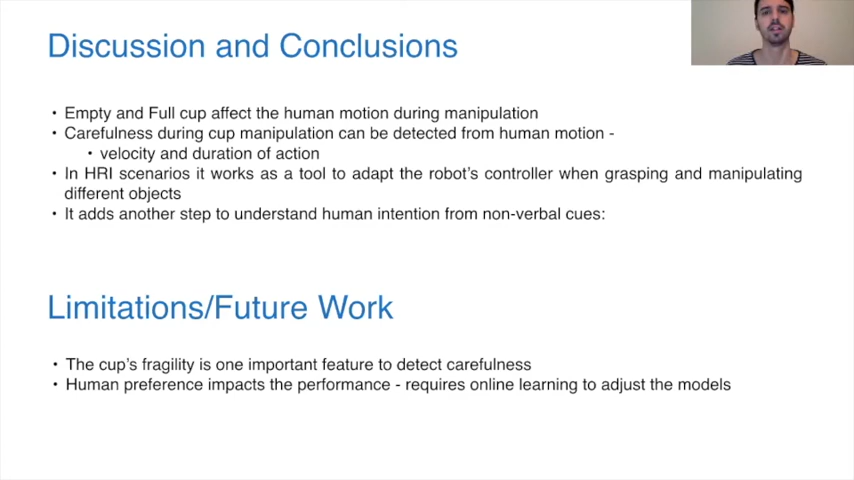 Discussion and Conclusions
• Empty and Full cup affect the human motion during manipulation
• Carefulness during cup manipulation can be detected from human motion -
• velocity and duration of action
• In HRI scenarios it works as a tool to adapt the robot's controller when grasping and manipulating
different objects
• It adds another step to understand human intention from non-verbal cues:
Limitations/Future Work
• The cup's fragility is one important feature to detect carefulness
• Human preference impacts the performance - requires online learning to adjust the models